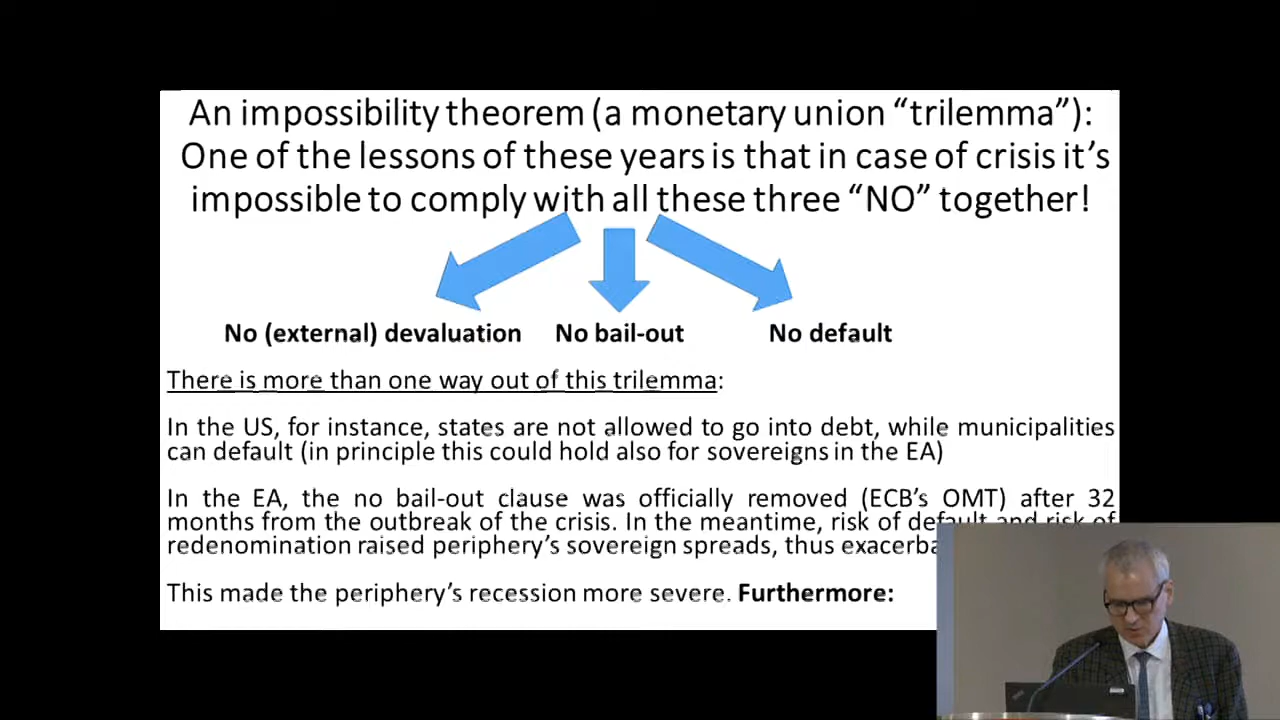 An impossibility theorem (a monetary union “trilemma”):
One of the lessons of these years is that in case of crisis it’s
impossible to comply with all these three “NO” together!
No (external) devaluation No bail-out No default
There is more than one way out of this trilemma:
In the US, for instance, states are not allowed to go into debt, while municipalities
can default (in principle this could hold also for sovereigns in the EA)
In the EA, the no bail-out clause was officially removed (ECB’s OMT) after 32
months from the outbreak of the crisis. In the meantime, risk of default and risk of
redenomination raised periphery’s sovereign spreads, thus
This made the periphery’s recession more severe. Furthermore: